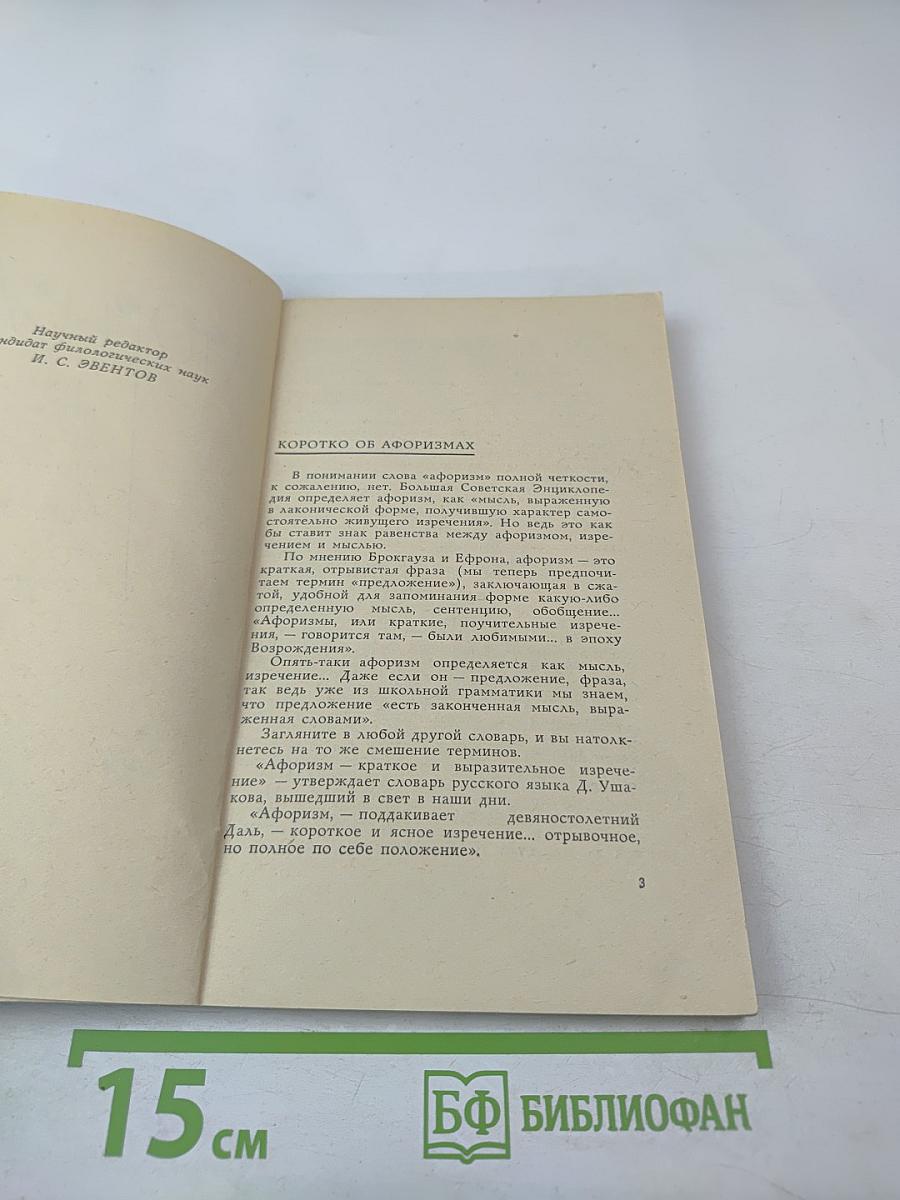 Научный редактор
ндидат филологических наук
И. С. ЭВЕНТОВ
КОРОТКО ОБ АФОРИЗМАХ
В понимании слова «афоризм» полной четкости,
к сожалению, нет. Большая Советская Энциклопе-
дия определяет афоризм, как «мысль, выраженную
в лаконической форме, получившую характер само-
стоятельно живущего изречения». Но ведь это как
бы ставит знак равенства между афоризмом, изре-
чением и мыслью.
По мнению Брокгауза и Ефрона, афоризм — это
краткая, отрывистая фраза (мы теперь предпочи-
таем термин «предложение»), заключающая в сжа-
той, удобной для запоминания форме какую-либо
определенную мысль, сентенцию, обобщение...
«Афоризмы, или краткие, поучительные изрече-
ния, — говорится там, — были любимыми... в эпоху
Возрождения».
Опять-таки афоризм определяется как мысль,
изречение... Даже если он — предложение, фраза,
так ведь уже из школьной грамматики мы знаем,
что предложение «есть законченная мысль, выра-
женная словами».
Загляните в любой другой словарь, и вы натолк-
нетесь на то же смешение терминов.
«Афоризм — краткое и выразительное изрече-
ние» — утверждает словарь русского языка Д. Уша-
кова, вышедший в свет в наши дни.
«Афоризм, — поддакивает девяностолетний
Даль, — короткое и ясное изречение... отрывочное,
но полное по себе положение».
3
15 см
БФ БИБЛИОФАН